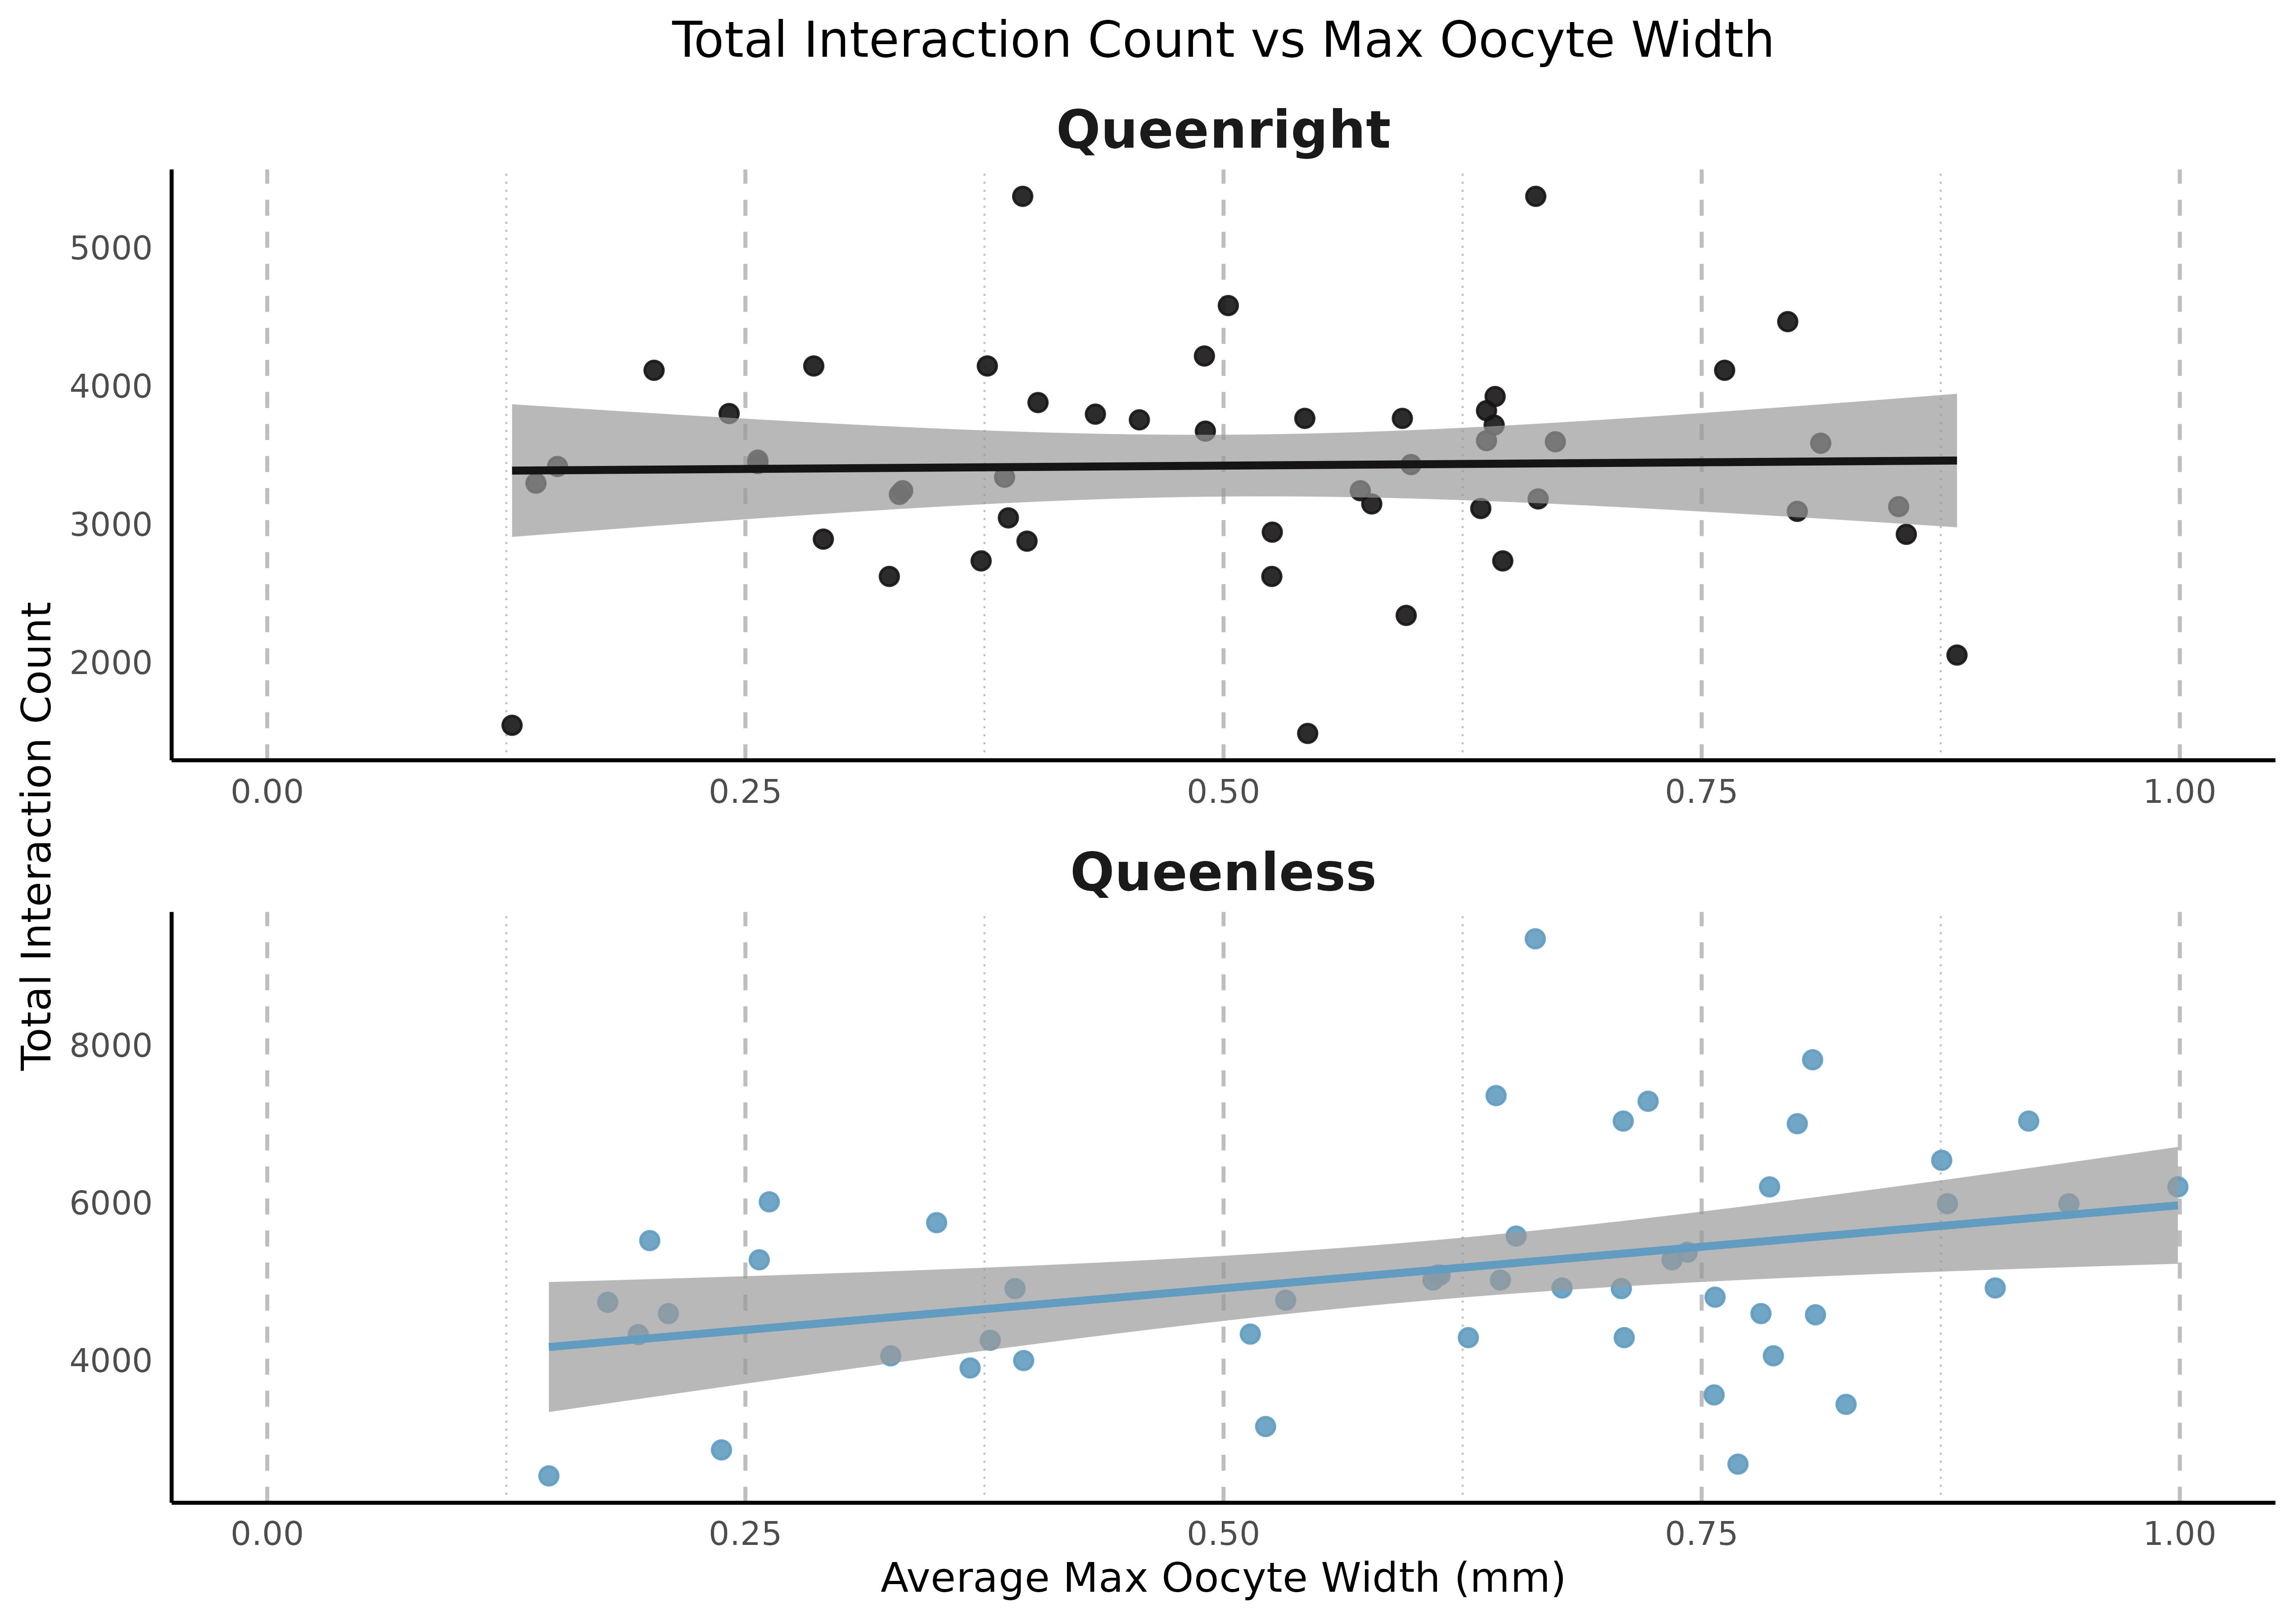 Total Interaction Count vs Max Oocyte Width
Queenright
5000
4000
3000
2000
0.00 0.25 0.50 0.75 1.00
Total Interaction Count
Queenless
8000
6000
4000
0.00 0.25 0.50 0.75 1.00
Average Max Oocyte Width (mm)